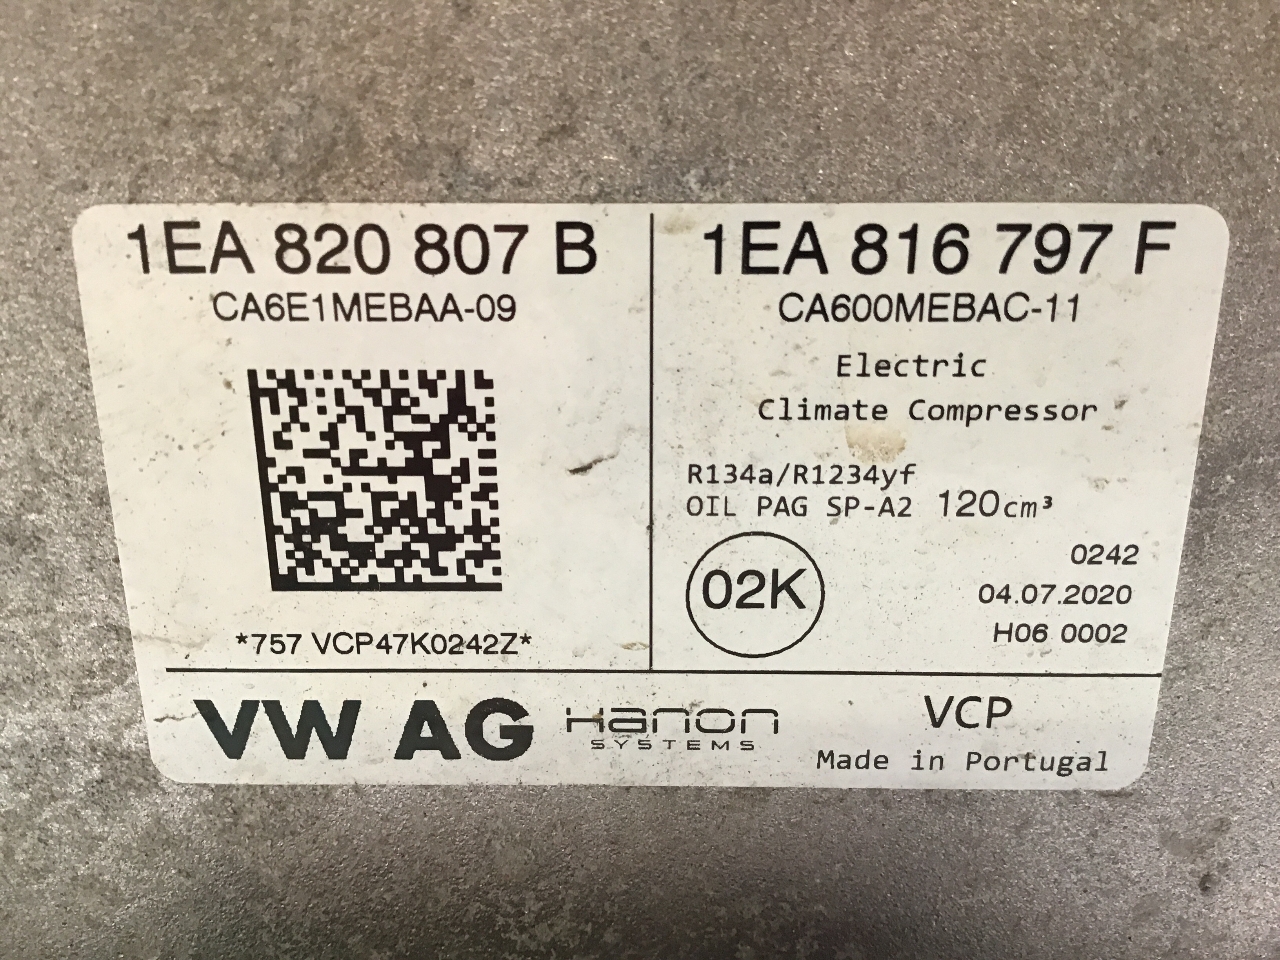 1EA 820 807 B
CA6E1MEBAA-09
*757 VCP47K0242Z*
1EA 816 797 F
CA600MEBAC-11
Electric
Climate Compressor
R134a/R1234yf
OIL PAG SP-A2 120cm³
02K
0242
04.07.2020
H06 0002
VW AG
Hanon
SYSTEMS
VCP
Made in Portugal